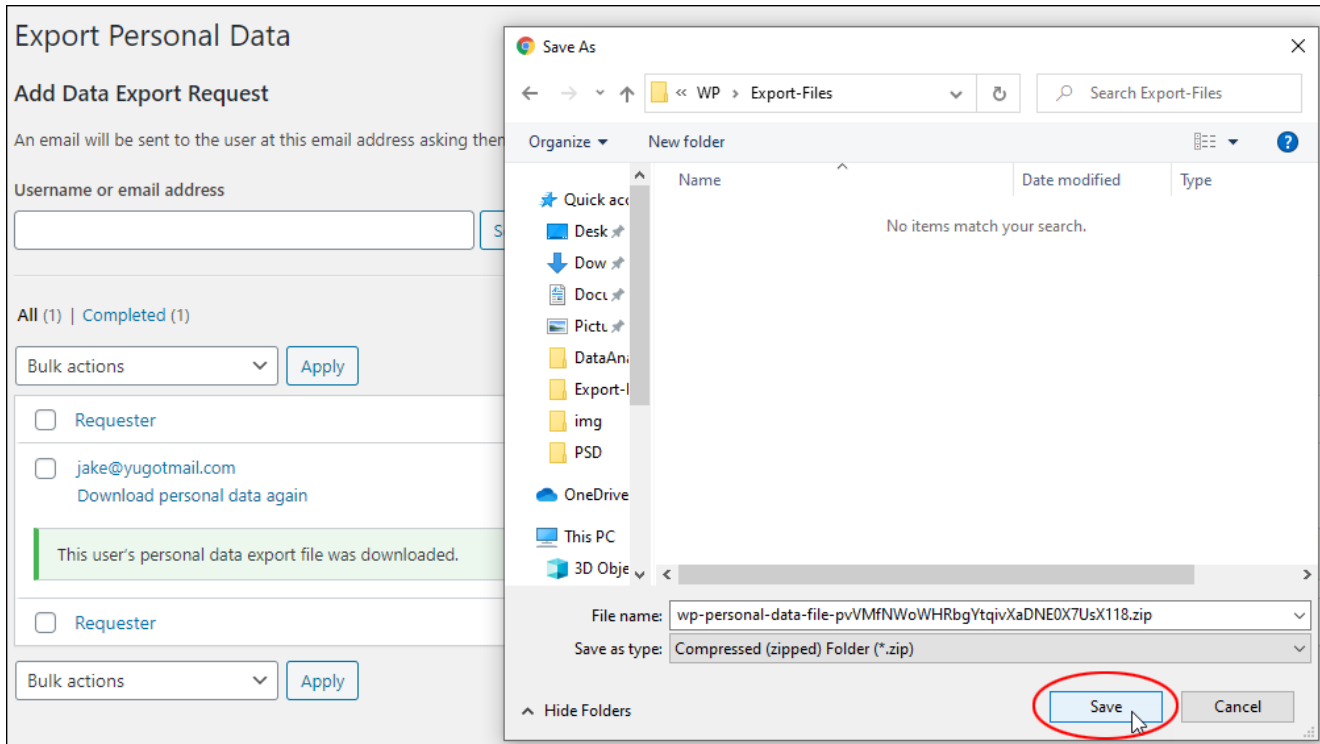 Export Personal Data
Add Data Export Request
An email will be sent to the user at this email address asking then
Username or email address
All (1) | Completed (1)
Bulk actions
Apply
Requester
jake@yugotmail.com
Download personal data again
This user's personal data export file was downloaded.
Requester
Bulk actions
Apply
Save As
« WP > Export-Files
Search Export-Files
Organize
New folder
?
Name
Date modified
Type
No items match your search.
Quick acc
Desk
Dow
Docu
Pictu
DataAna
Export-F
img
PSD
OneDrive
This PC
3D Obje
File name: wp-personal-data-file-pvVMfNWoWHRbgYtqivXaDNE0X7UsX118.zip
Save as type: Compressed (zipped) Folder (*.zip)
Hide Folders
Save
Cancel